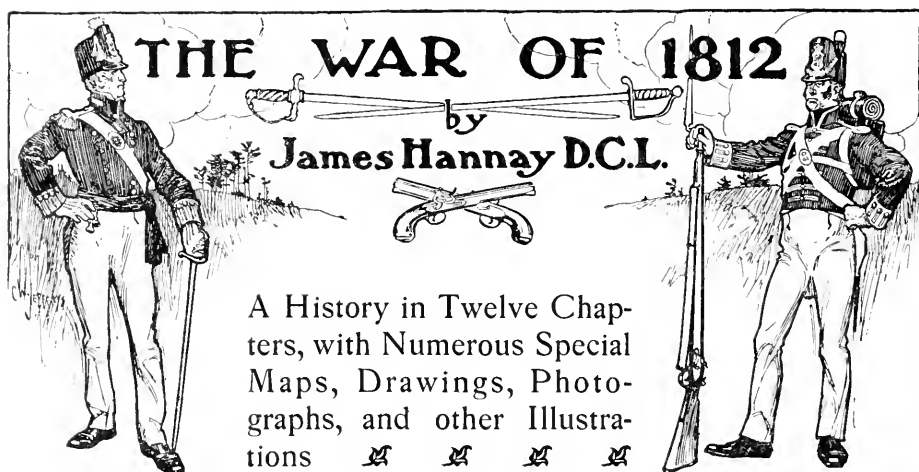 THE WAR OF 1812
by
James Hannay D.C.L.
C.W. Jefferys
A History in Twelve Chap-
ters, with Numerous Special
Maps, Drawings, Photo-
graphs, and other Illustra-
tions